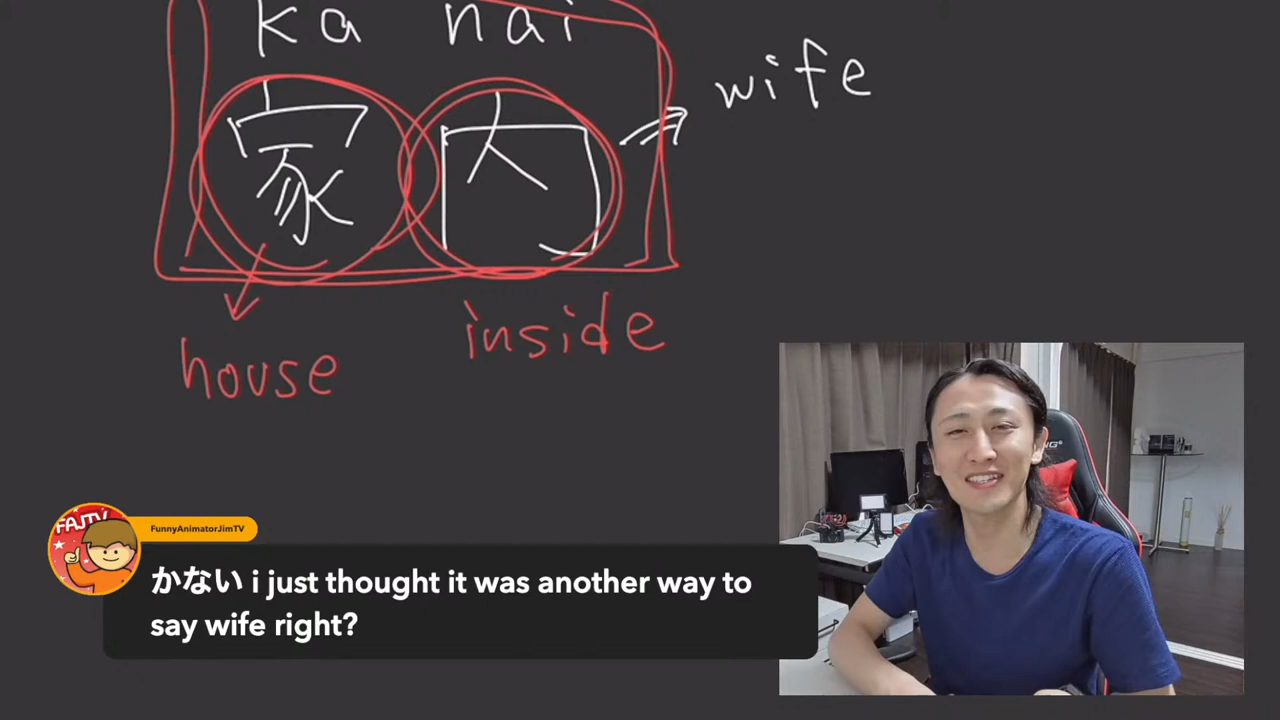 ka nai
家内
wife
house
inside
FAJTV
FunnyAnimatorJimTV
かない i just thought it was another way to
say wife right?